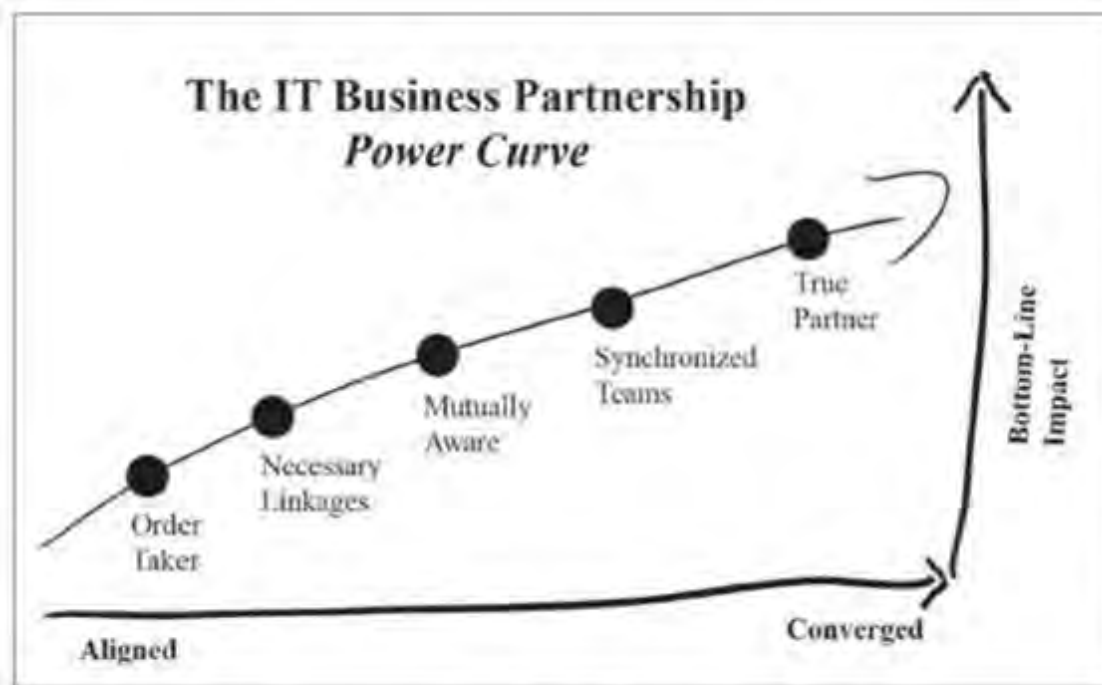 The IT Business Partnership
Power Curve
True
Partner
Synchronized
Teams
Mutually
Aware
Necessary
Linkages
Order
Taker
Bottom-Line
Impact
Aligned
Converged